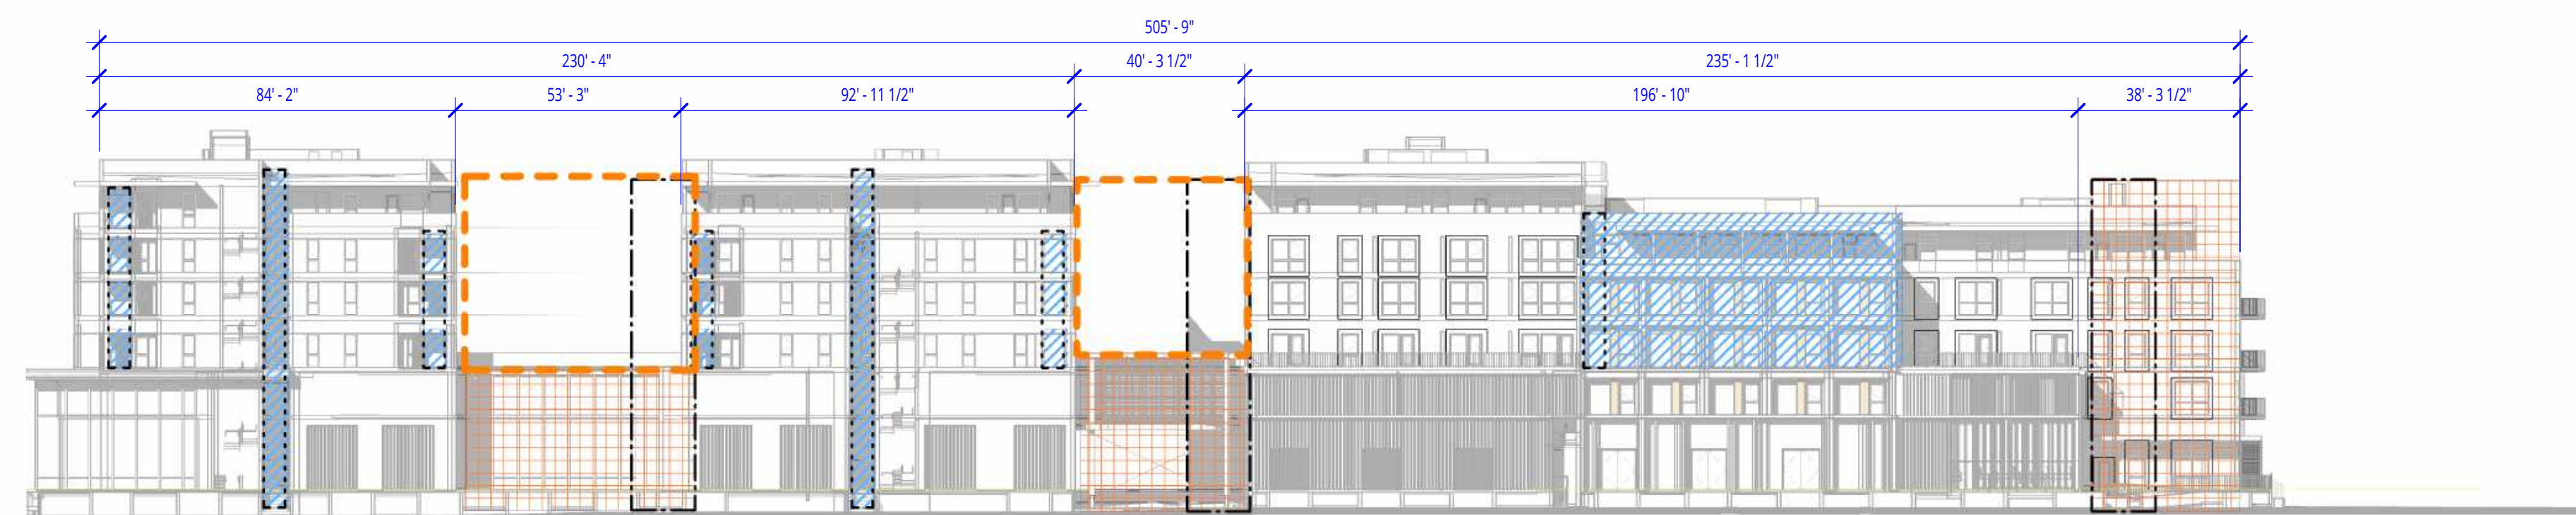 505' - 9"
230' - 4"
40' - 3 1/2"
235' - 1 1/2"
84' - 2"
53' - 3"
92' - 11 1/2"
196' - 10"
38' - 3 1/2"